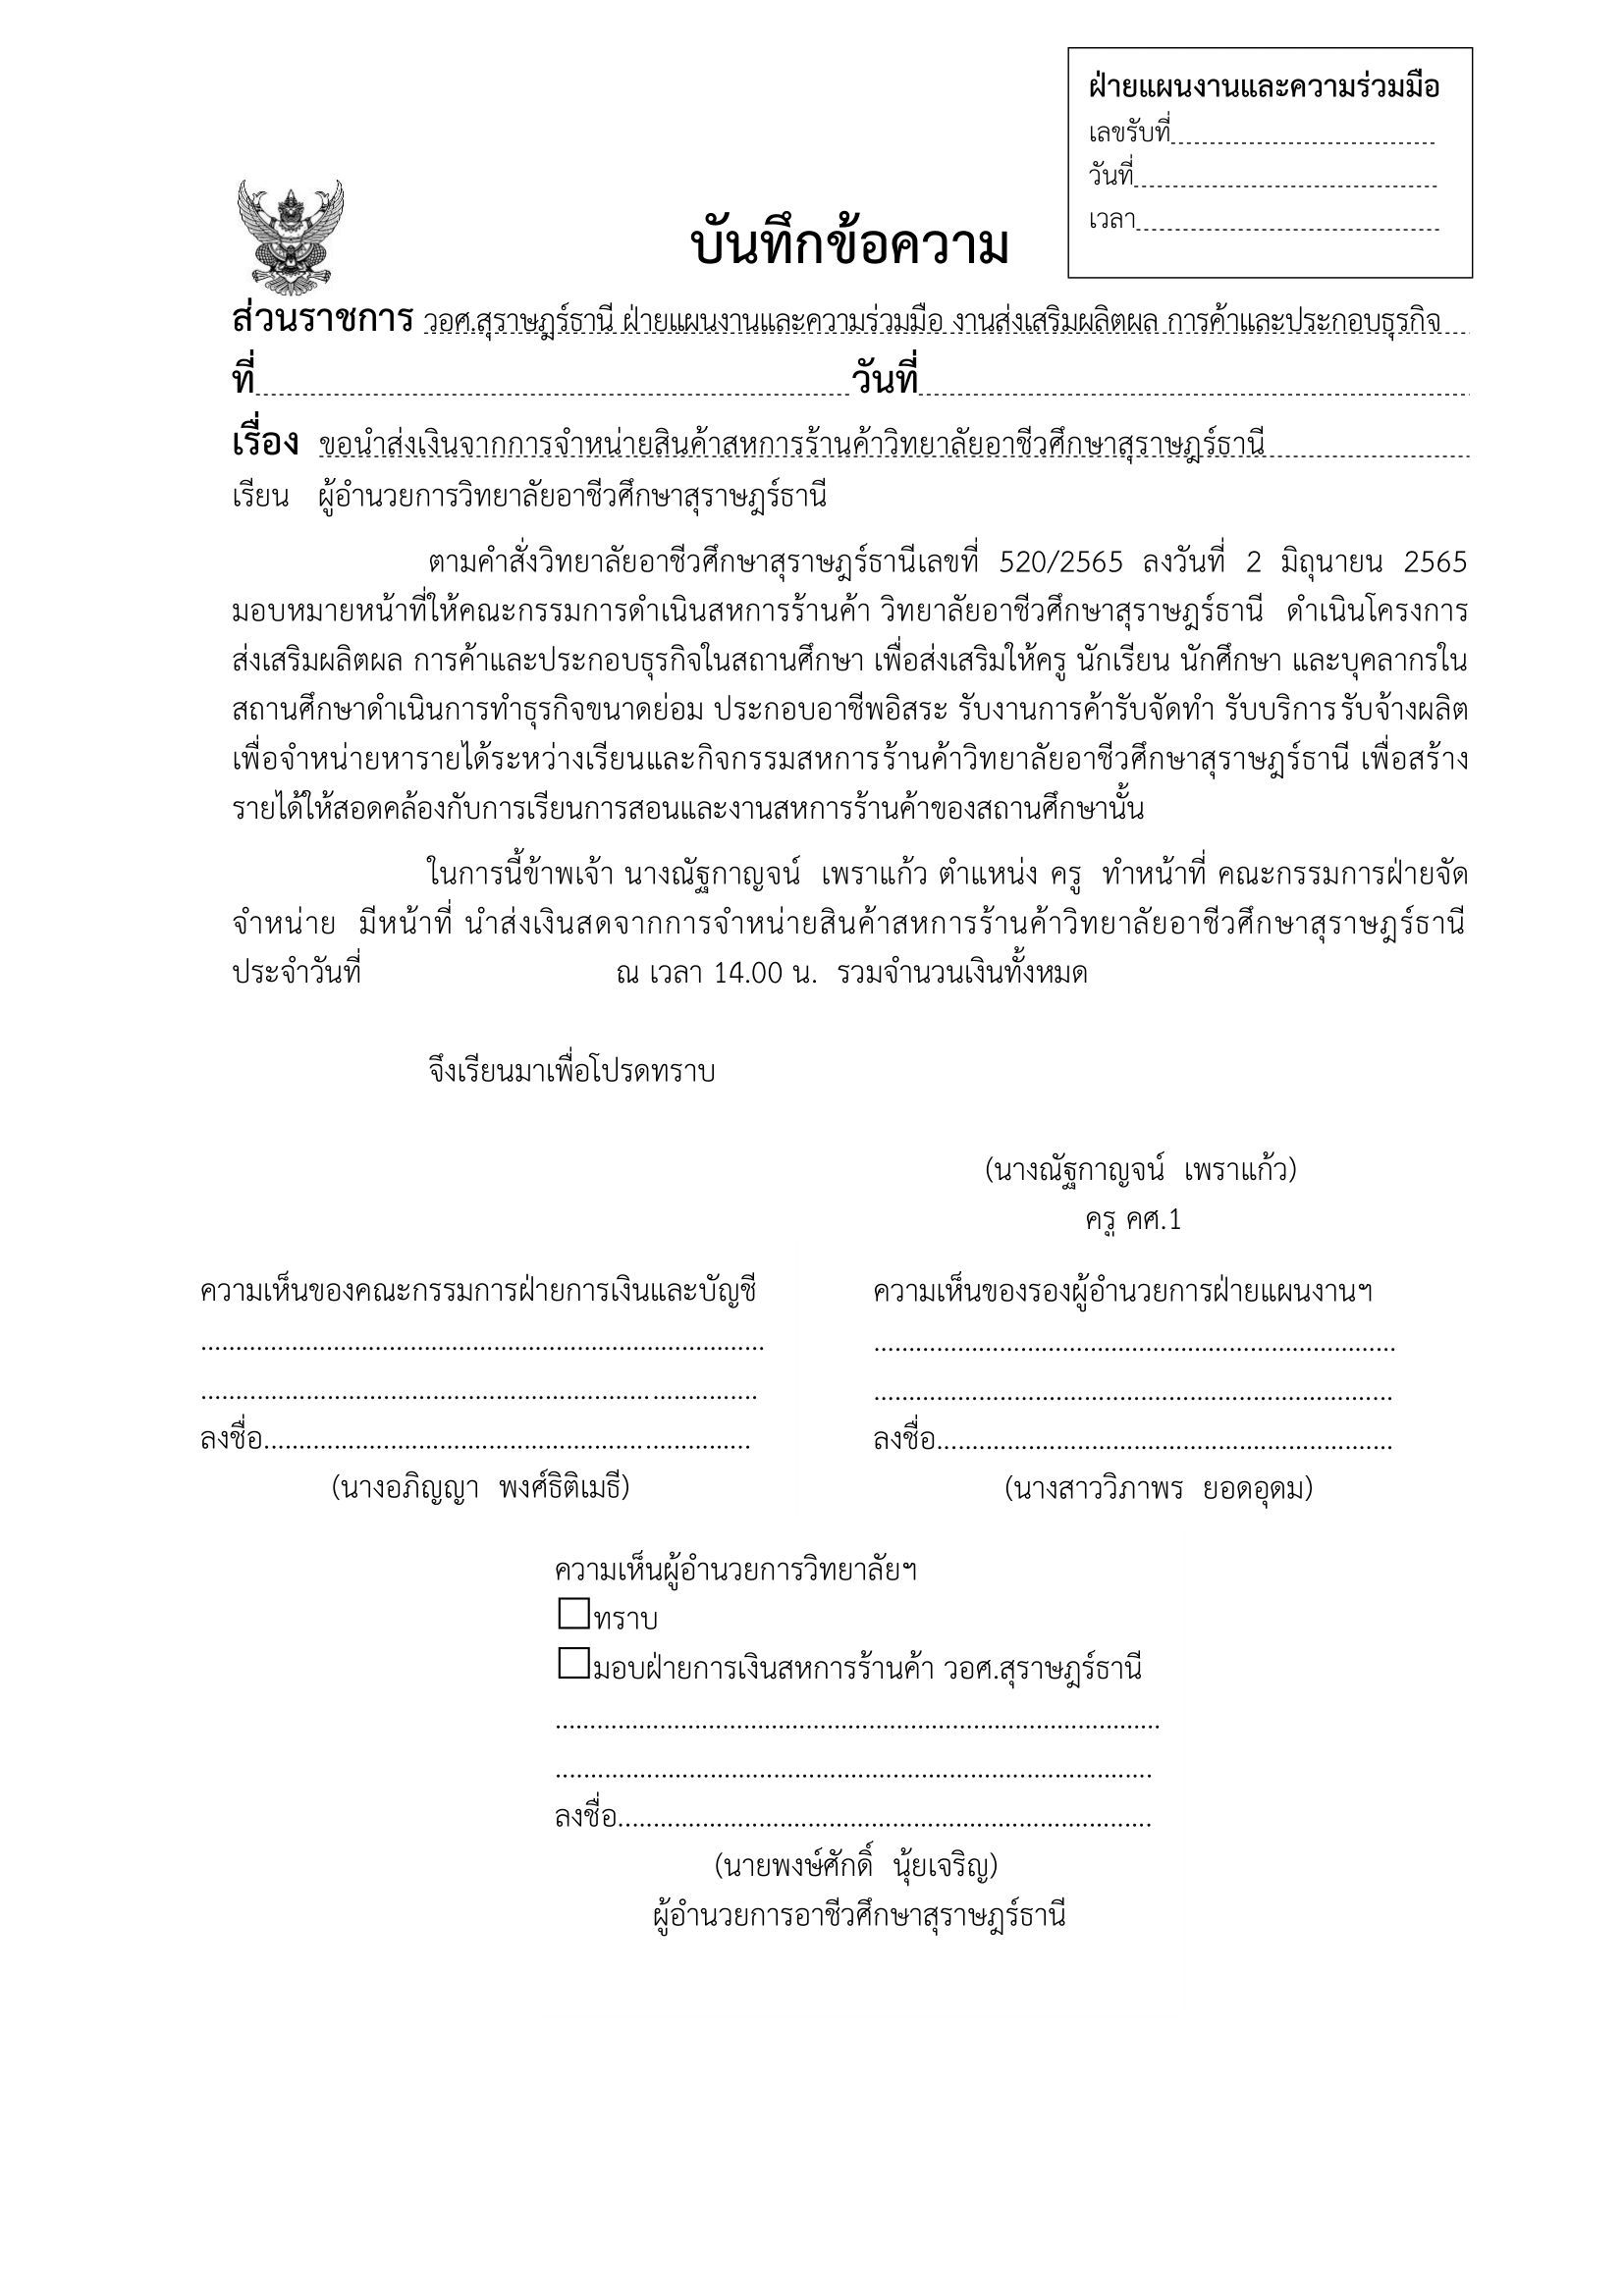 ฝ่ายแผนงานและความร่วมมือ
เลขรับที่
วันที่
เวลา
บันทึกข้อความ
ส่วนราชการ วอศ.สุราษฎร์ธานี ฝ่ายแผนงานและความร่วมมือ งานส่งเสริมผลิตผล การค้าและประกอบธุรกิจ
ที่ วันที่
เรื่อง ขอนำส่งเงินจากการจำหน่ายสินค้าสหการร้านค้าวิทยาลัยอาชีวศึกษาสุราษฎร์ธานี
เรียน ผู้อำนวยการวิทยาลัยอาชีวศึกษาสุราษฎร์ธานี
ตามคำสั่งวิทยาลัยอาชีวศึกษาสุราษฎร์ธานีเลขที่ 520/2565 ลงวันที่ 2 มิถุนายน 2565
มอบหมายหน้าที่ให้คณะกรรมการดำเนินสหการร้านค้า วิทยาลัยอาชีวศึกษาสุราษฎร์ธานี ดำเนินโครงการ
ส่งเสริมผลิตผล การค้าและประกอบธุรกิจในสถานศึกษา เพื่อส่งเสริมให้ครู นักเรียน นักศึกษา และบุคลากรใน
สถานศึกษาดำเนินการทำธุรกิจขนาดย่อม ประกอบอาชีพอิสระ รับงานการค้ารับจัดทำ รับบริการรับจ้างผลิต
เพื่อจำหน่ายหารายได้ระหว่างเรียนและกิจกรรมสหการร้านค้าวิทยาลัยอาชีวศึกษาสุราษฎร์ธานี เพื่อสร้าง
รายได้ให้สอดคล้องกับการเรียนการสอนและงานสหการร้านค้าของสถานศึกษานั้น
ในการนี้ข้าพเจ้า นางณัฐกาญจน์ เพราแก้ว ตำแหน่ง ครู ทำหน้าที่ คณะกรรมการฝ่ายจัด
จำหน่าย มีหน้าที่ นำส่งเงินสดจากการจำหน่ายสินค้าสหการร้านค้าวิทยาลัยอาชีวศึกษาสุราษฎร์ธานี
ประจำวันที่ ณ เวลา 14.00 น. รวมจำนวนเงินทั้งหมด
จึงเรียนมาเพื่อโปรดทราบ
(นางณัฐกาญจน์ เพราแก้ว)
ครู คศ.1
ความเห็นของคณะกรรมการฝ่ายการเงินและบัญชี
................................................................................
................................................................................
ลงชื่อ......................................................................
(นางอภิญญา พงศ์ธิติเมธี)
ความเห็นของรองผู้อำนวยการฝ่ายแผนงานฯ
...........................................................................
...........................................................................
ลงชื่อ.................................................................
(นางสาววิภาพร ยอดอุดม)
ความเห็นผู้อำนวยการวิทยาลัยฯ
☐ทราบ
☐มอบฝ่ายการเงินสหการร้านค้า วอศ.สุราษฎร์ธานี
......................................................................................
.....................................................................................
ลงชื่อ............................................................................
(นายพงษ์ศักดิ์ นุ้ยเจริญ)
ผู้อำนวยการอาชีวศึกษาสุราษฎร์ธานี